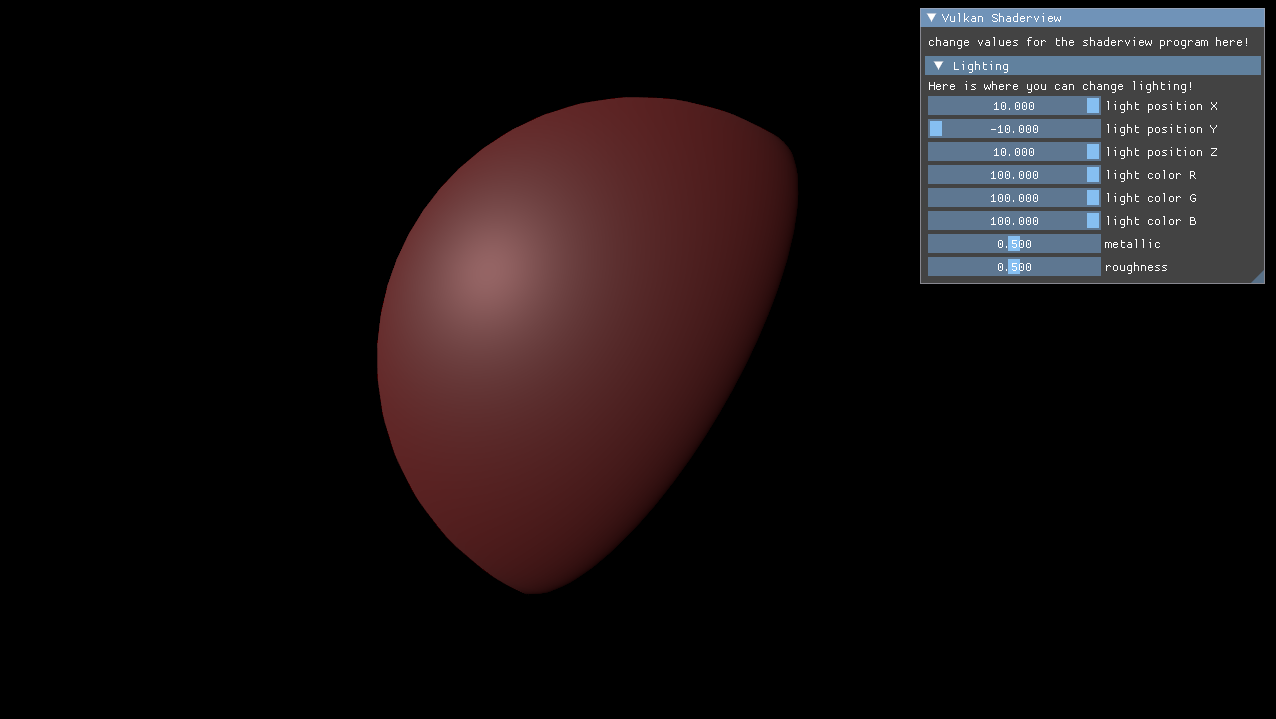 Vulkan Shaderview
change values for the shaderview program here!
Lighting
Here is where you can change lighting!
10.000 light position X
-10.000 light position Y
10.000 light position Z
100.000 light color R
100.000 light color G
100.000 light color B
0.500 metallic
0.500 roughness